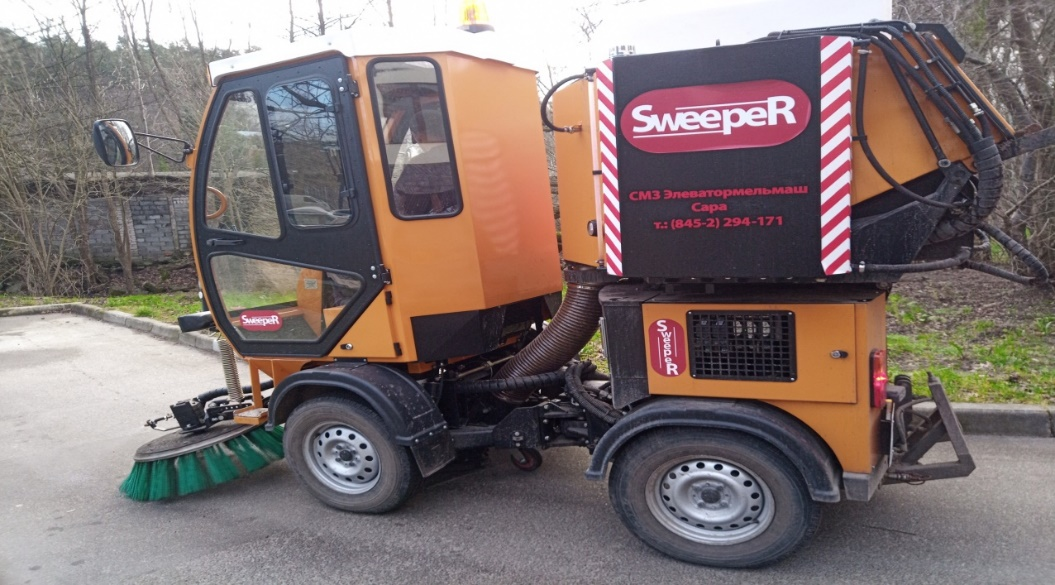 SweepeR
СМЗ Элеватормельмаш
Сара
т.: (845-2) 294-171
SweepeR
SweepeR